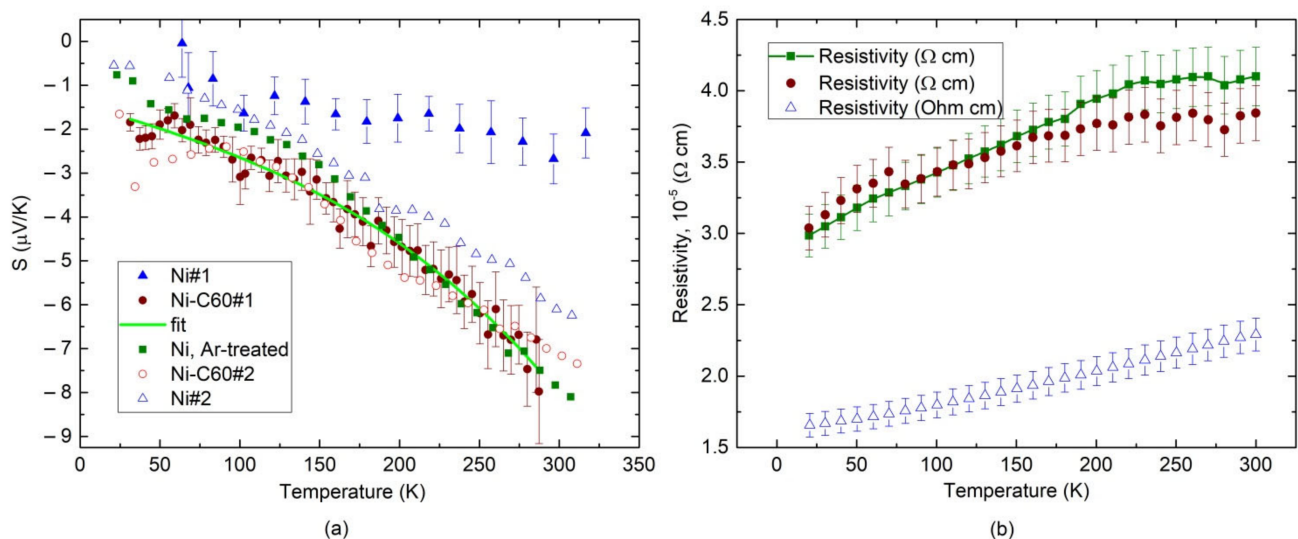 0
– 1
– 2
– 3
– 4
– 5
– 6
– 7
– 8
– 9
S (µV/K)
Ni#1
Ni-C60#1
fit
Ni, Ar-treated
Ni-C60#2
Ni#2
0 50 100 150 200 250 300 350
Temperature (K)
(a)
4.5
4.0
3.5
3.0
2.5
2.0
1.5
Resistivity, 10⁻⁵ (Ω cm)
Resistivity (Ω cm)
Resistivity (Ω cm)
Resistivity (Ohm cm)
0 50 100 150 200 250 300
Temperature (K)
(b)